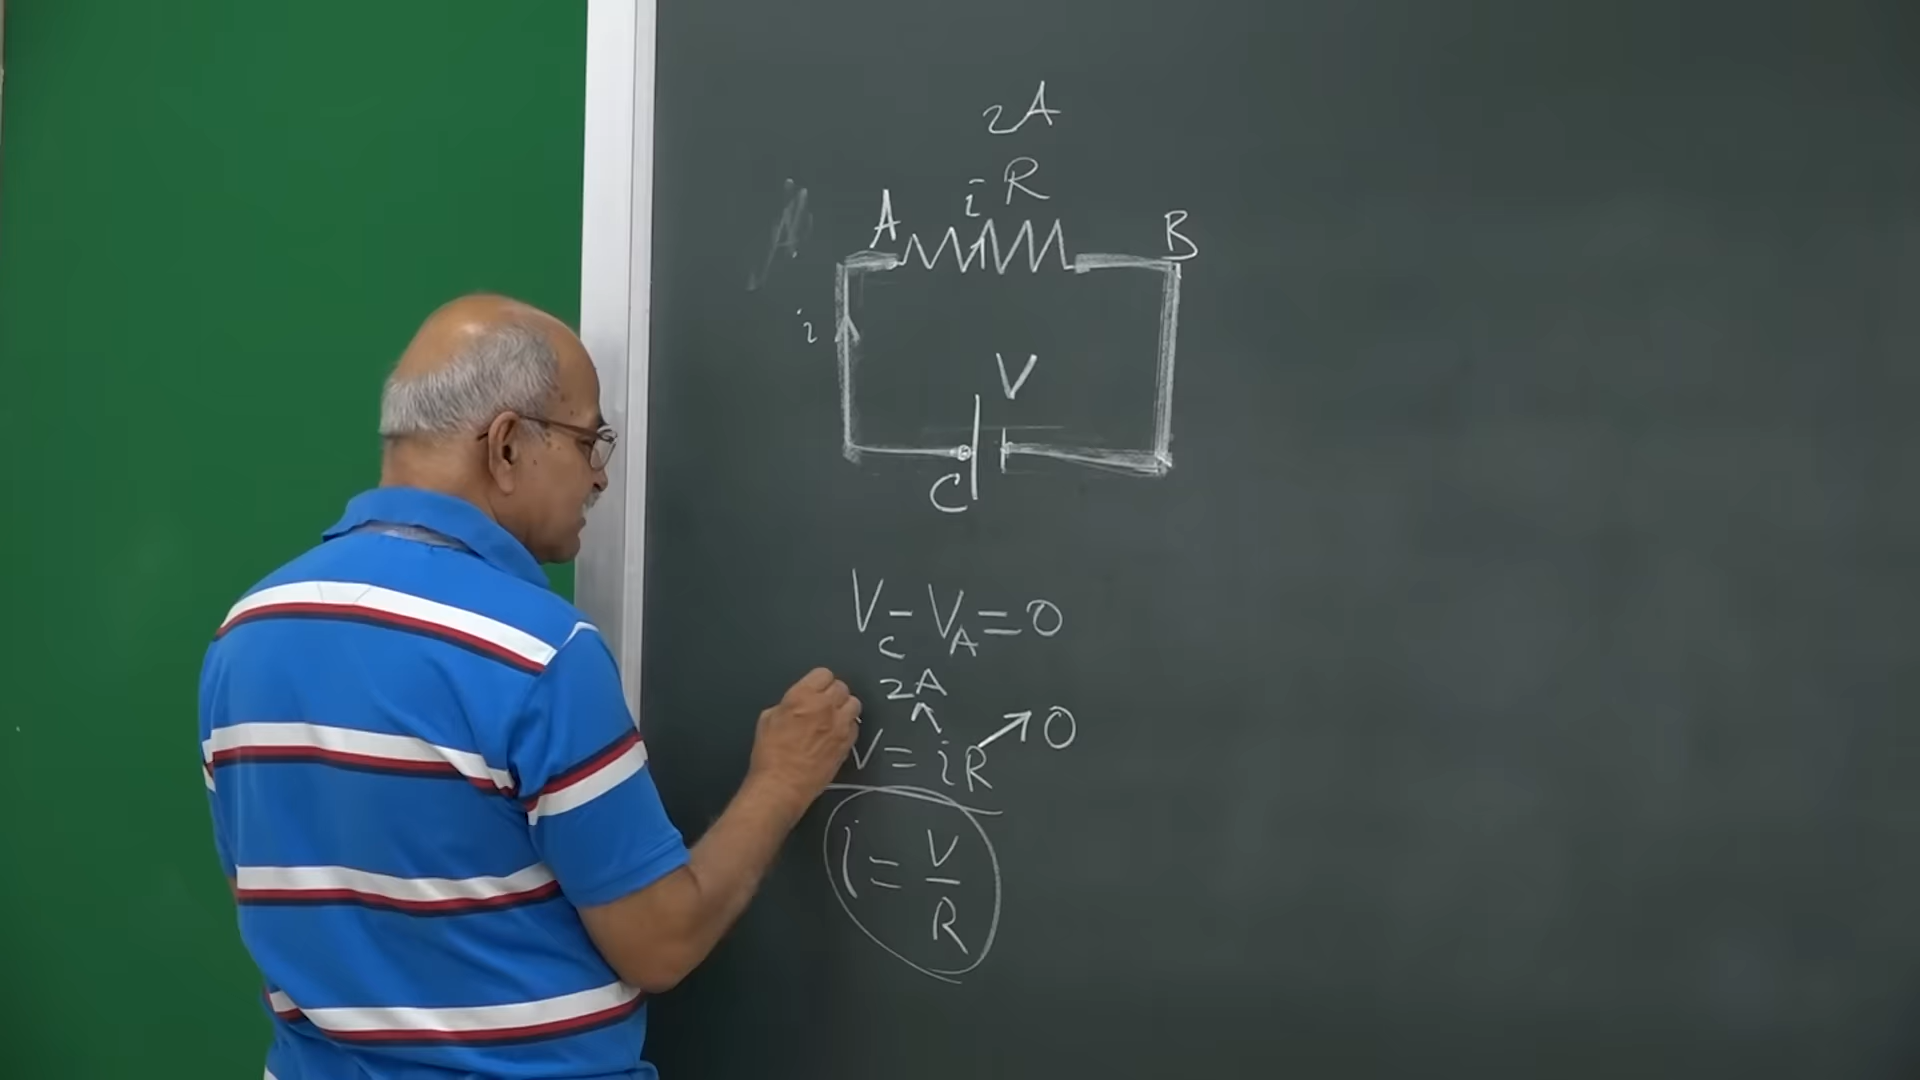 2A
i R
A B
i
V
C
V_C - V_A = 0
2A
V = iR → 0
i = V/R